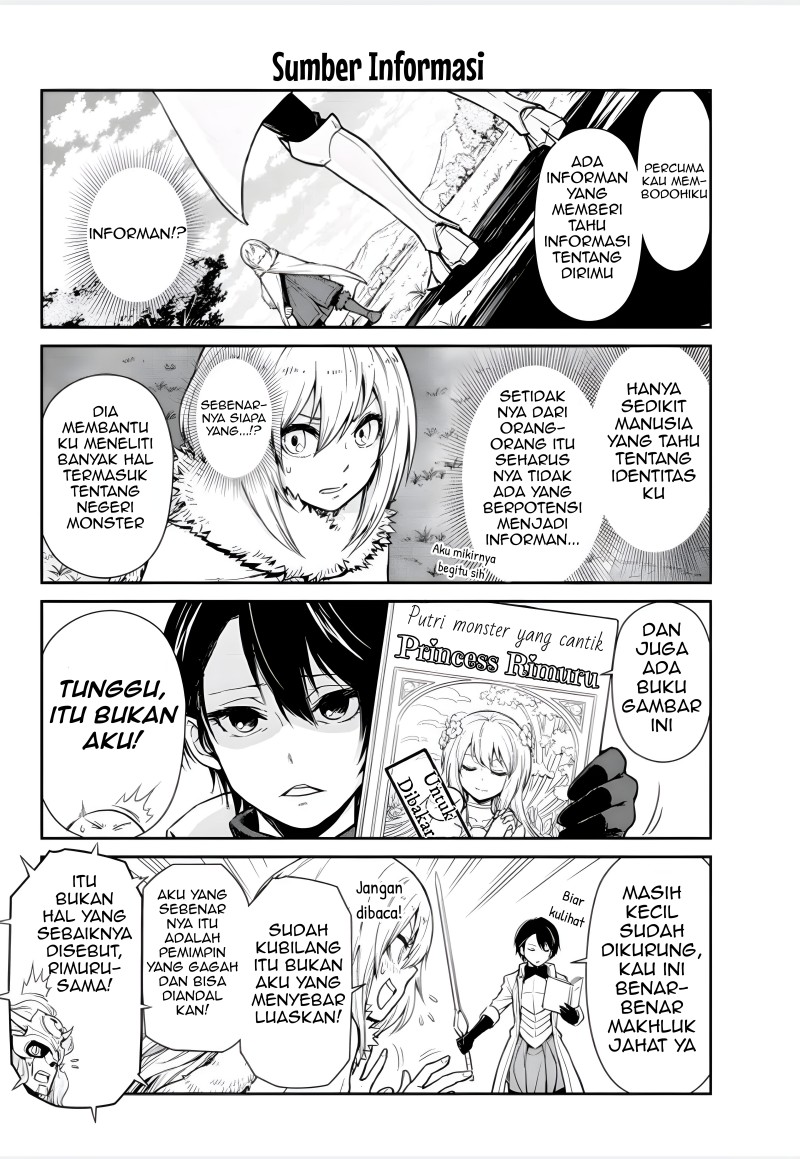 Sumber Informasi
PERCUMA
KAU MEM-
BODOHIKU
ADA
INFORMAN
YANG
MEMBERI
TAHU
INFORMASI
TENTANG
DIRIMU
INFORMAN!?
HANYA
SEDIKIT
MANUSIA
YANG TAHU
TENTANG
IDENTITAS
KU
SETIDAK
NYA DARI
ORANG-
ORANG ITU
SEHARUS
NYA TIDAK
ADA YANG
BERPOTENSI
MENJADI
INFORMAN...
Aku mikirnya
begitu sih
SEBENAR-
NYA SIAPA
YANG...!?
DIA
MEMBANTU
KU MENELITI
BANYAK HAL
TERMASUK
TENTANG
NEGERI
MONSTER
DAN
JUGA
ADA
BUKU
GAMBAR
INI
Putri monster yang cantik
Princess Rimuru
Untuk
Dibakar
TUNGGU,
ITU BUKAN
AKU!
MASIH
KECIL
SUDAH
DIKURUNG,
KAU INI
BENAR-
BENAR
MAKHLUK
JAHAT YA
Biar
kulihat
Jangan
dibaca!
SUDAH
KUBILANG
ITU BUKAN
AKU YANG
MENYEBAR
LUASKAN!
AKU YANG
SEBENAR
NYA ITU
ADALAH
PEMIMPIN
YANG GAGAH
DAN BISA
DIANDAL
KAN!
ITU
BUKAN
HAL YANG
SEBAIKNYA
DISEBUT,
RIMURU-
SAMA!